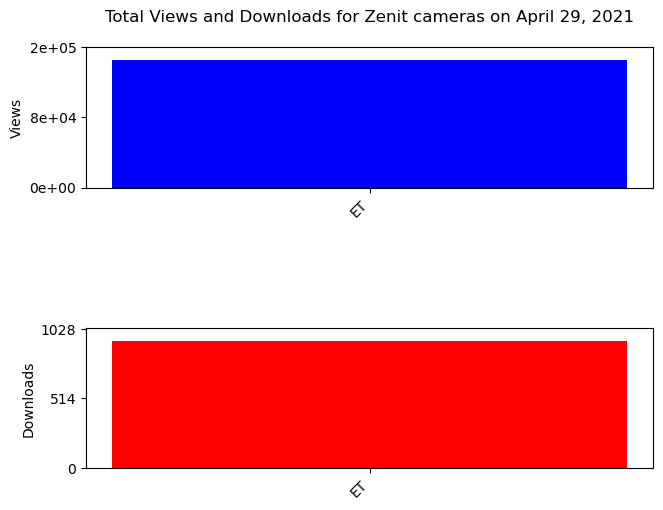 Total Views and Downloads for Zenit cameras on April 29, 2021
2e+05
8e+04
0e+00
Views
ET
1028
514
0
Downloads
ET